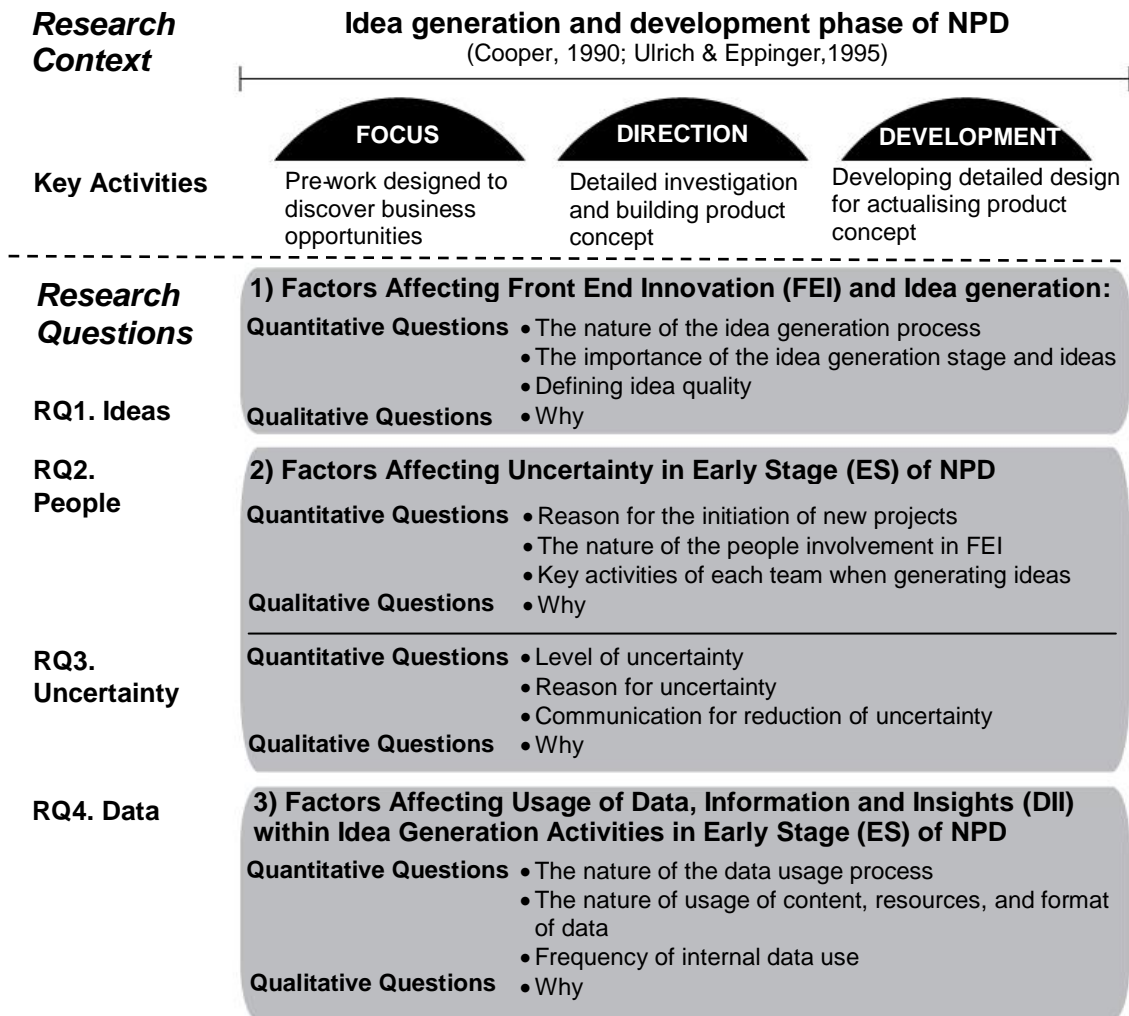 Research
Context
Idea generation and development phase of NPD
(Cooper, 1990; Ulrich & Eppinger,1995)
FOCUS
DIRECTION
DEVELOPMENT
Key Activities
Pre-work designed to
discover business
opportunities
Detailed investigation
and building product
concept
Developing detailed design
for actualising product
concept
Research
Questions
1) Factors Affecting Front End Innovation (FEI) and Idea generation:
Quantitative Questions • The nature of the idea generation process
• The importance of the idea generation stage and ideas
• Defining idea quality
RQ1. Ideas
Qualitative Questions • Why
RQ2.
People
2) Factors Affecting Uncertainty in Early Stage (ES) of NPD
Quantitative Questions • Reason for the initiation of new projects
• The nature of the people involvement in FEI
• Key activities of each team when generating ideas
Qualitative Questions • Why
RQ3.
Uncertainty
Quantitative Questions • Level of uncertainty
• Reason for uncertainty
• Communication for reduction of uncertainty
Qualitative Questions • Why
RQ4. Data
3) Factors Affecting Usage of Data, Information and Insights (DII)
within Idea Generation Activities in Early Stage (ES) of NPD
Quantitative Questions • The nature of the data usage process
• The nature of usage of content, resources, and format
of data
• Frequency of internal data use
Qualitative Questions • Why